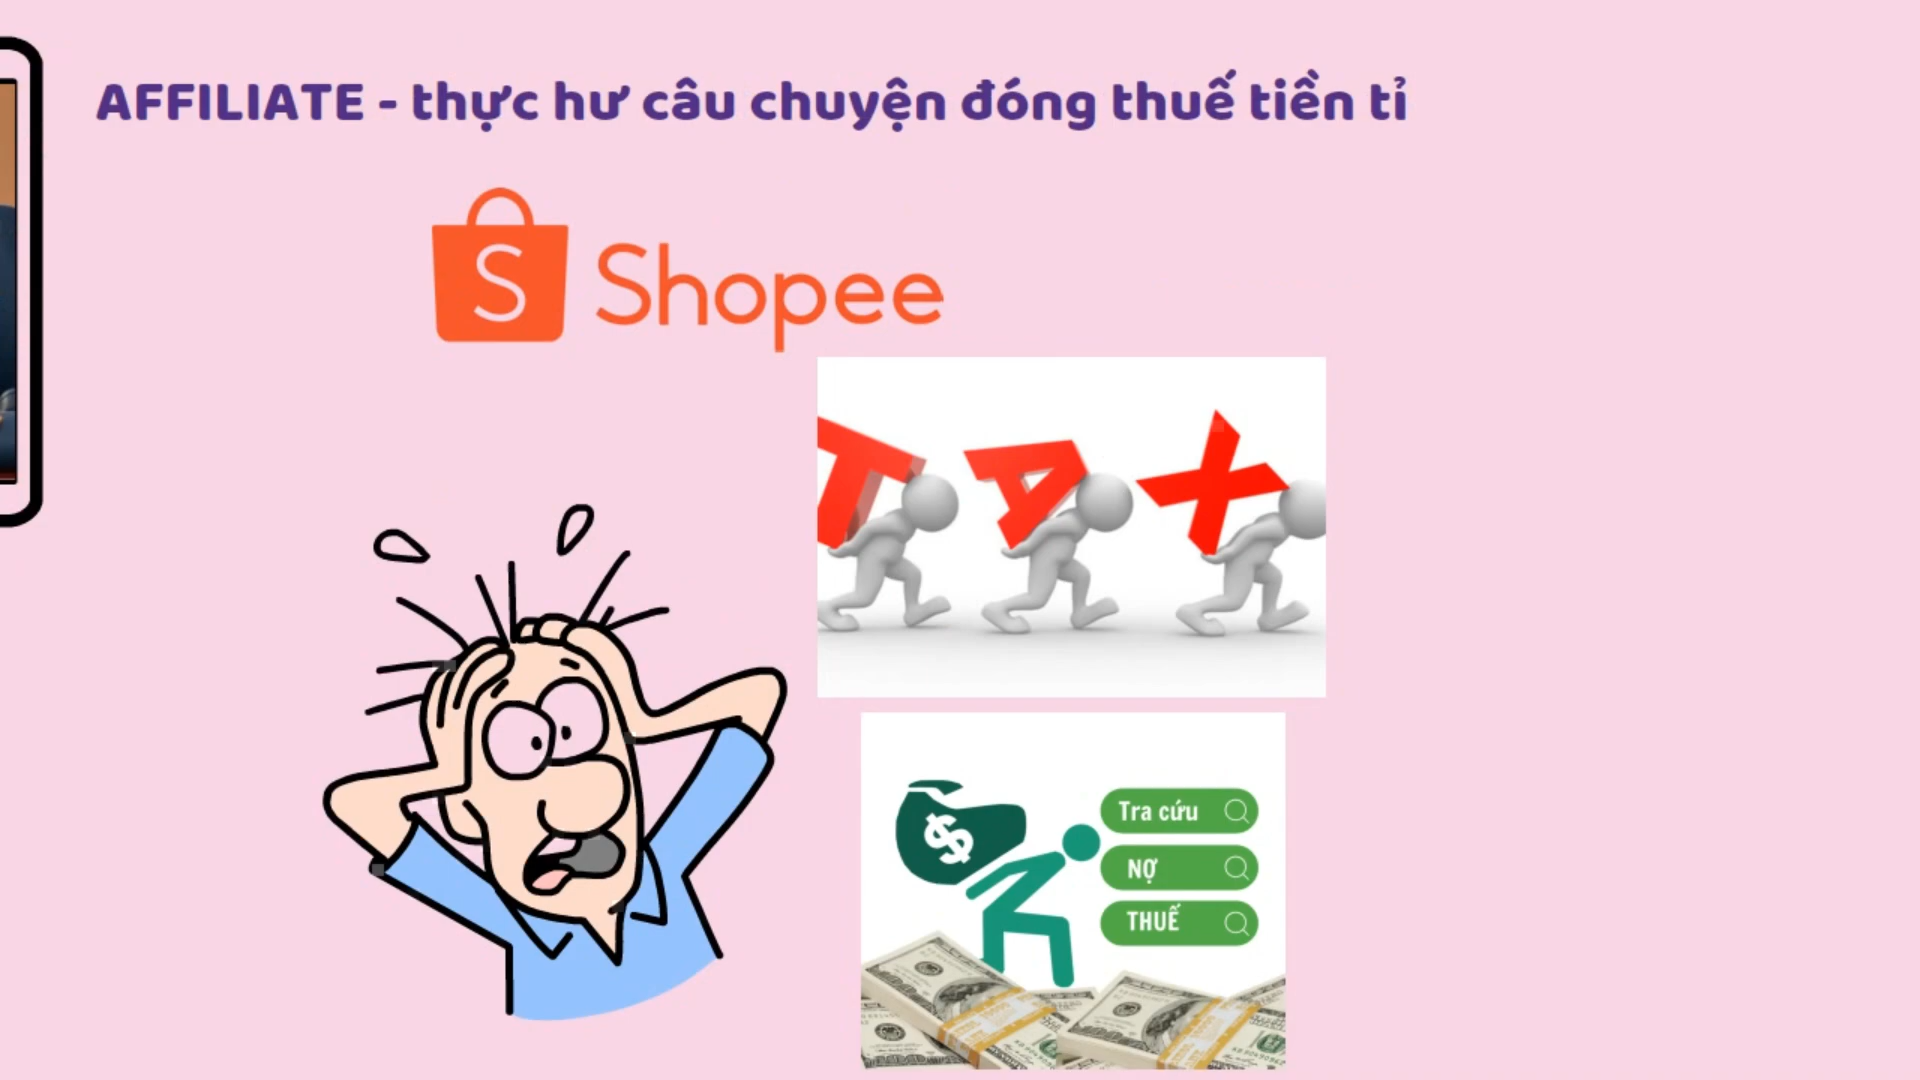 AFFILIATE - thực hư câu chuyện đóng thuế tiền tỉ
S Shopee
TAX
$
Tra cứu
NỢ
THUẾ